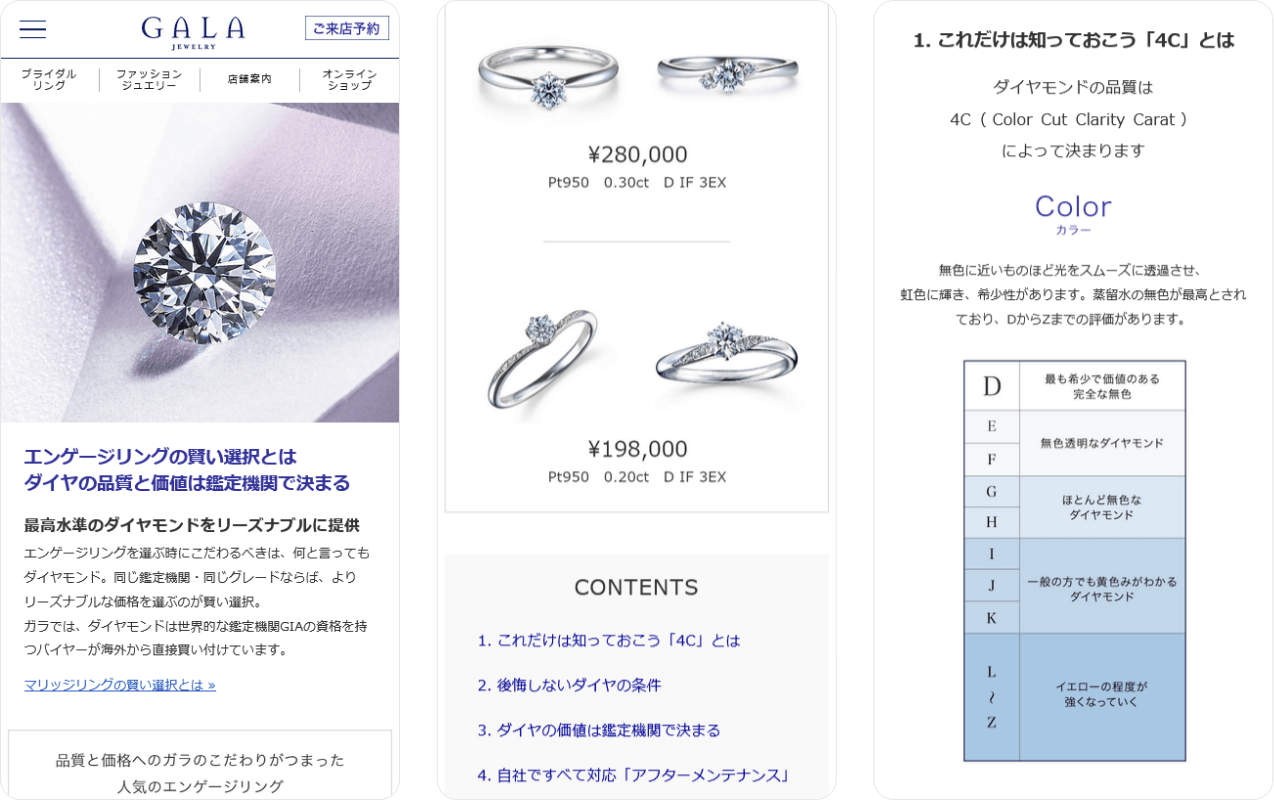 GALA
JEWELRY
ご来店予約
ブライダル
リング
ファッション
ジュエリー
店舗案内
オンライン
ショップ
エンゲージリングの賢い選択とは
ダイヤの品質と価値は鑑定機関で決まる
最高水準のダイヤモンドをリーズナブルに提供
エンゲージリングを選ぶ時にこだわるべきは、何と言っても
ダイヤモンド。同じ鑑定機関・同じグレードならば、より
リーズナブルな価格を選ぶのが賢い選択。
ガラでは、ダイヤモンドは世界的な鑑定機関GIAの資格を持
つバイヤーが海外から直接買い付けています。
マリッジリングの賢い選択とは »
品質と価格へのガラのこだわりがつまった
人気のエンゲージリング
¥280,000
Pt950 0.30ct D IF 3EX
¥198,000
Pt950 0.20ct D IF 3EX
CONTENTS
1. これだけは知っておこう「4C」とは
2. 後悔しないダイヤの条件
3. ダイヤの価値は鑑定機関で決まる
4. 自社ですべて対応「アフターメンテナンス」
1. これだけは知っておこう「4C」とは
ダイヤモンドの品質は
4C ( Color Cut Clarity Carat )
によって決まります
Color
カラー
無色に近いものほど光をスムーズに透過させ、
虹色に輝き、希少性があります。蒸留水の無色が最高とされ
ており、DからZまでの評価があります。
D
最も希少で価値のある
完全な無色
E
F
無色透明なダイヤモンド
G
H
ほとんど無色な
ダイヤモンド
I
J
K
一般の方でも黄色みがわかる
ダイヤモンド
L
〜
Z
イエローの程度が
強くなっていく